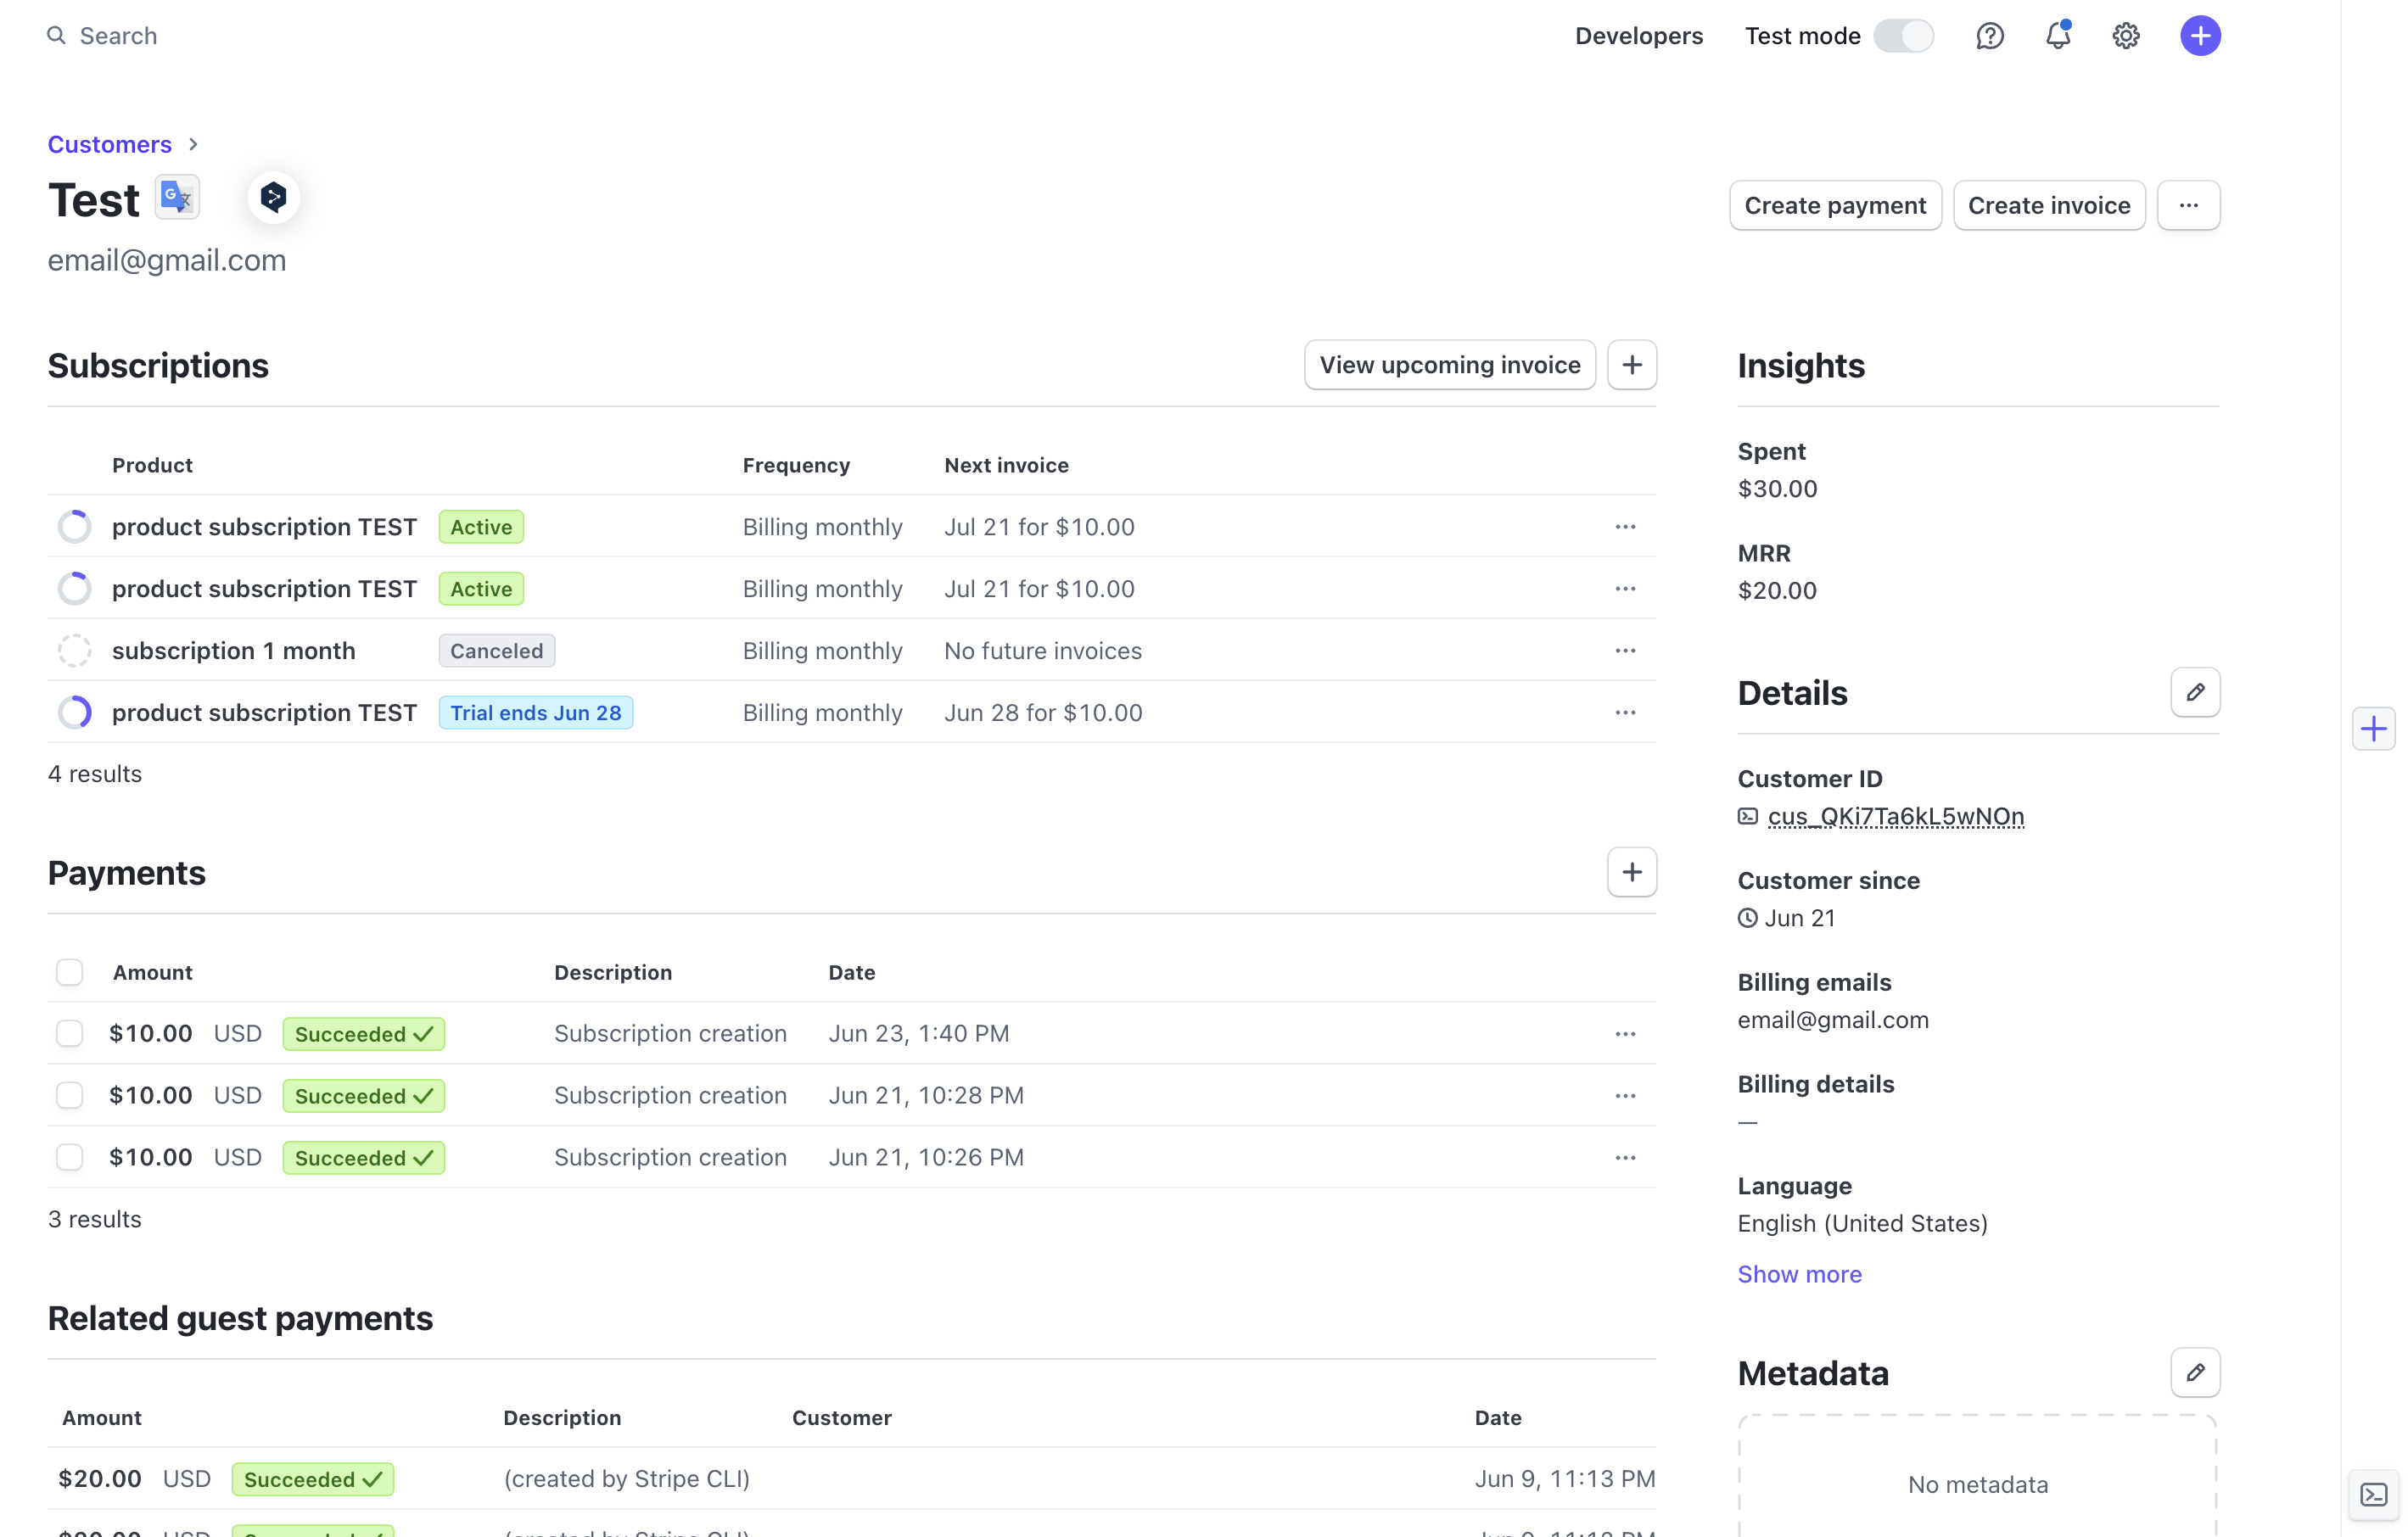 Search
Developers Test mode
Customers
Test
email@gmail.com
Create payment Create invoice ...
Subscriptions
View upcoming invoice
Product Frequency Next invoice
product subscription TEST Active Billing monthly Jul 21 for $10.00
product subscription TEST Active Billing monthly Jul 21 for $10.00
subscription 1 month Canceled Billing monthly No future invoices
product subscription TEST Trial ends Jun 28 Billing monthly Jun 28 for $10.00
4 results
Payments
Amount Description Date
$10.00 USD Succeeded Subscription creation Jun 23, 1:40 PM
$10.00 USD Succeeded Subscription creation Jun 21, 10:28 PM
$10.00 USD Succeeded Subscription creation Jun 21, 10:26 PM
3 results
Related guest payments
Amount Description Customer Date
$20.00 USD Succeeded (created by Stripe CLI) Jun 9, 11:13 PM
Insights
Spent
$30.00
MRR
$20.00
Details
Customer ID
cus_QKi7Ta6kL5wNOn
Customer since
Jun 21
Billing emails
email@gmail.com
Billing details
—
Language
English (United States)
Show more
Metadata
No metadata